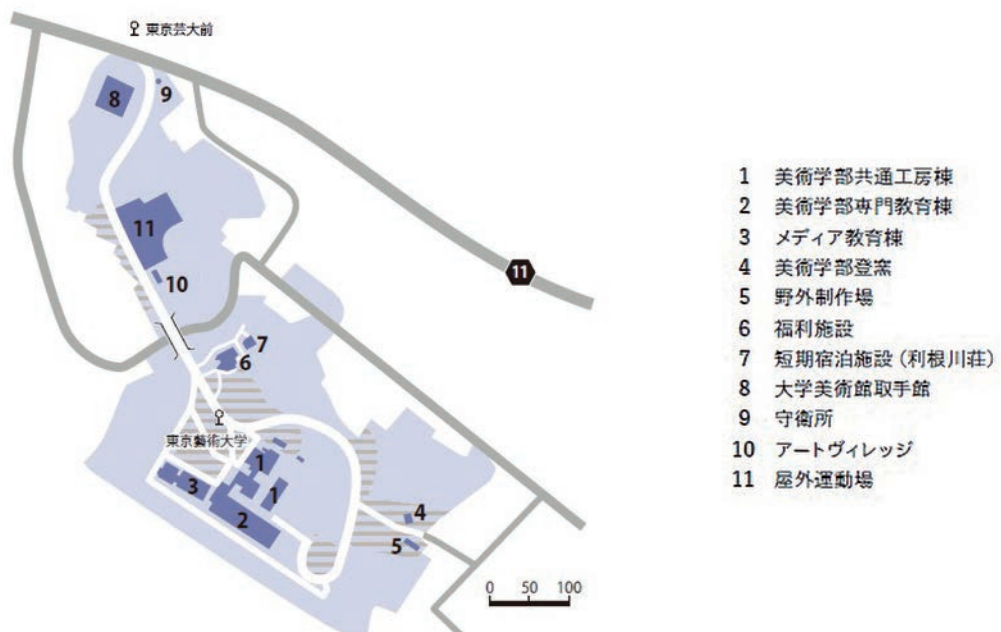 東京芸大前
8
9
11
11
10
7
6
東京藝術大学
1
3
1
2
4
5
0 50 100
1 美術学部共通工房棟
2 美術学部専門教育棟
3 メディア教育棟
4 美術学部登窯
5 野外制作場
6 福利施設
7 短期宿泊施設（利根川荘）
8 大学美術館取手館
9 守衛所
10 アートヴィレッジ
11 屋外運動場